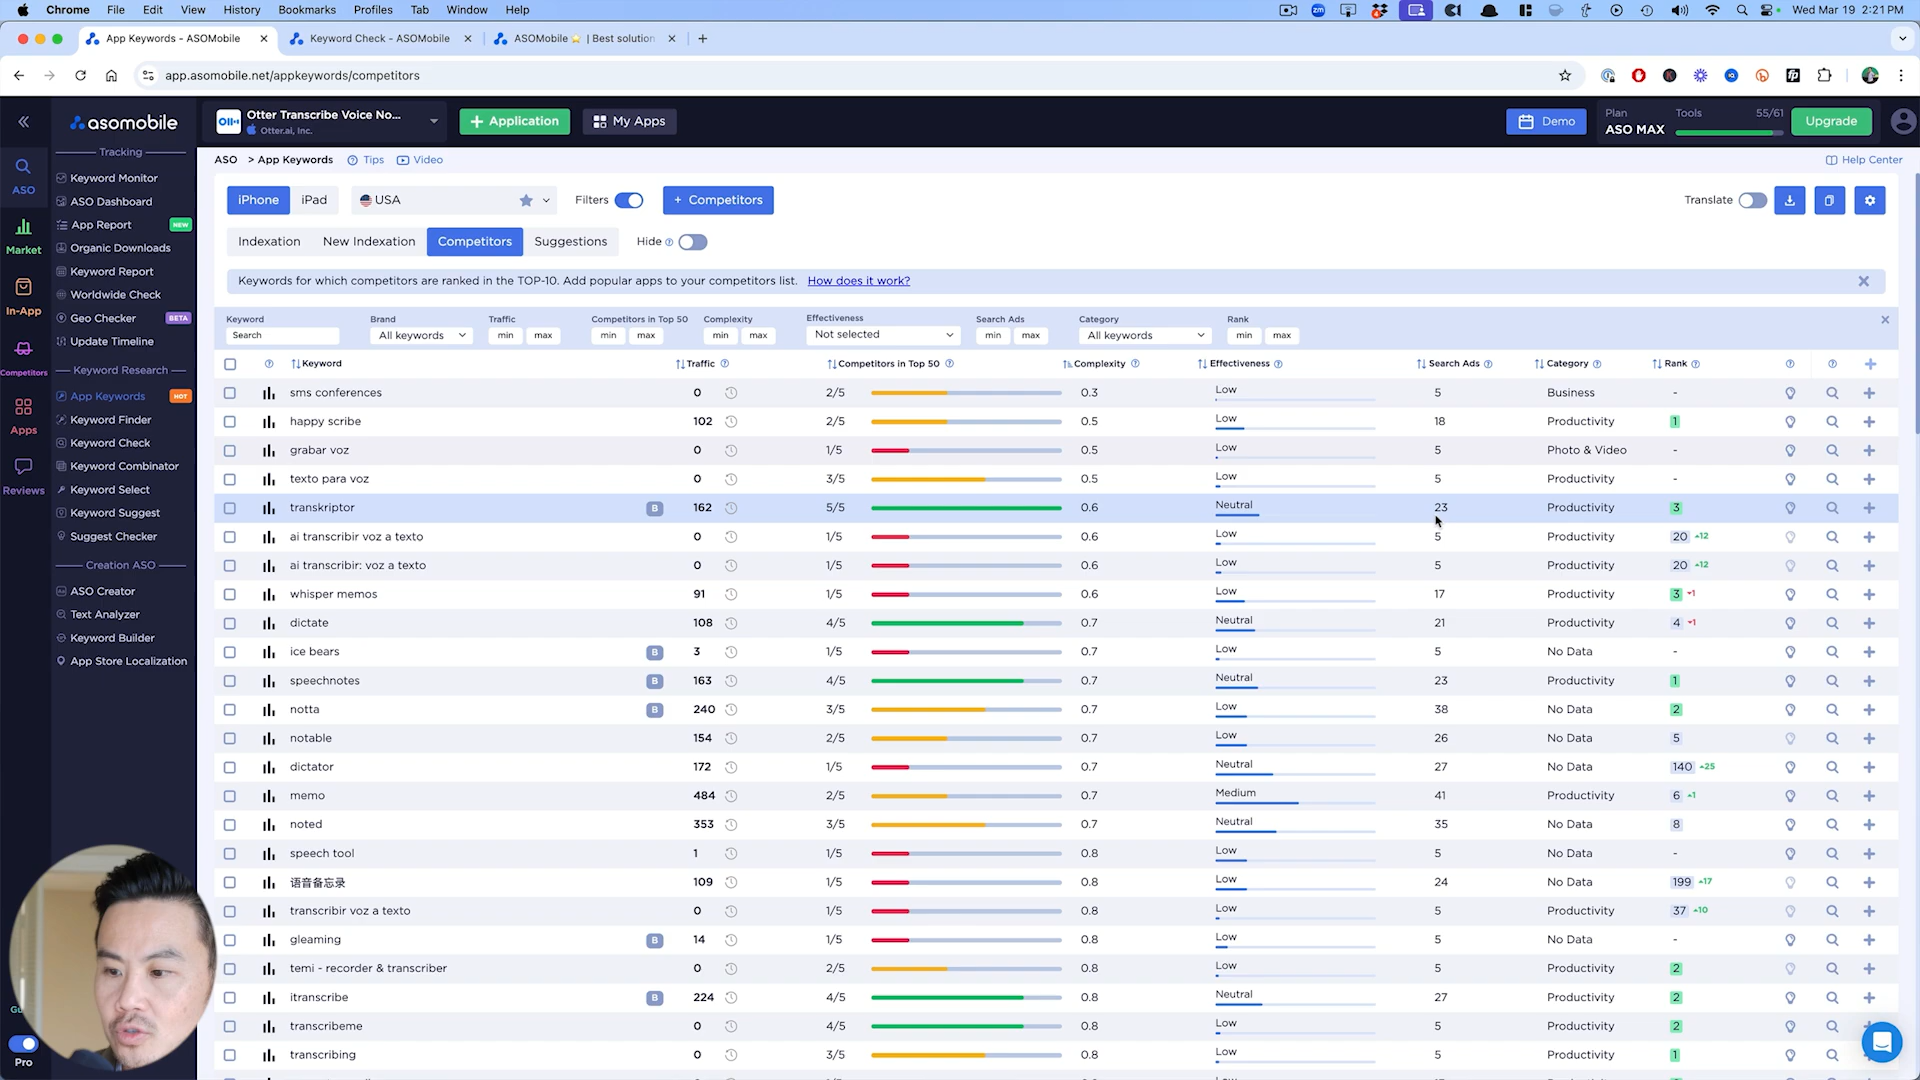 Chrome File Edit View History Bookmarks Profiles Tab Window Help Wed Mar 19 2:21 PM
App Keywords - ASOMobile Keyword Check - ASOMobile ASOMobile ⭐ | Best solution
app.asomobile.net/appkeywords/competitors
asomobile Otter Transcribe Voice No... Otter.ai, Inc. + Application My Apps Demo Plan ASO MAX Tools 55/61 Upgrade
ASO > App Keywords Tips Video Help Center
ASO
Market
In-App
Competitors
Apps
Reviews
Pro
Tracking
Keyword Monitor
ASO Dashboard
App Report NEW
Organic Downloads
Keyword Report
Worldwide Check
Geo Checker BETA
Update Timeline
Keyword Research
App Keywords HOT
Keyword Finder
Keyword Check
Keyword Combinator
Keyword Select
Keyword Suggest
Suggest Checker
Creation ASO
ASO Creator
Text Analyzer
Keyword Builder
App Store Localization
iPhone iPad USA Filters + Competitors Translate
Indexation New Indexation Competitors Suggestions Hide
Keywords for which competitors are ranked in the TOP-10. Add popular apps to your competitors list. How does it work?
Keyword Brand Traffic Competitors in Top 50 Complexity Effectiveness Search Ads Category Rank
Search All keywords min max min max min max Not selected min max All keywords min max
Keyword Traffic Competitors in Top 50 Complexity Effectiveness Search Ads Category Rank
sms conferences 0 2/5 0.3 Low 5 Business -
happy scribe 102 2/5 0.5 Low 18 Productivity 1
grabar voz 0 1/5 0.5 Low 5 Photo & Video -
texto para voz 0 3/5 0.5 Low 5 Productivity -
transkriptor B 162 5/5 0.6 Neutral 23 Productivity 3
ai transcribir voz a texto 0 1/5 0.6 Low 5 Productivity 20 12
ai transcribir: voz a texto 0 1/5 0.6 Low 5 Productivity 20 12
whisper memos 91 1/5 0.6 Low 17 Productivity 3 1
dictate 108 4/5 0.7 Neutral 21 Productivity 4 1
ice bears B 3 1/5 0.7 Low 5 No Data -
speechnotes B 163 4/5 0.7 Neutral 23 Productivity 1
notta B 240 3/5 0.7 Low 38 No Data 2
notable 154 2/5 0.7 Low 26 No Data 5
dictator 172 1/5 0.7 Neutral 27 No Data 140 25
memo 484 2/5 0.7 Medium 41 Productivity 6 1
noted 353 3/5 0.7 Neutral 35 No Data 8
speech tool 1 1/5 0.8 Low 5 No Data -
语音备忘录 109 1/5 0.8 Low 24 No Data 199 17
transcribir voz a texto 0 1/5 0.8 Low 5 Productivity 37 10
gleaming B 14 1/5 0.8 Low 5 No Data -
temi - recorder & transcriber 0 2/5 0.8 Low 5 Productivity 2
itranscribe B 224 4/5 0.8 Neutral 27 Productivity 2
transcribeme 0 4/5 0.8 Low 5 Productivity 2
transcribing 0 3/5 0.8 Low 5 Productivity 1